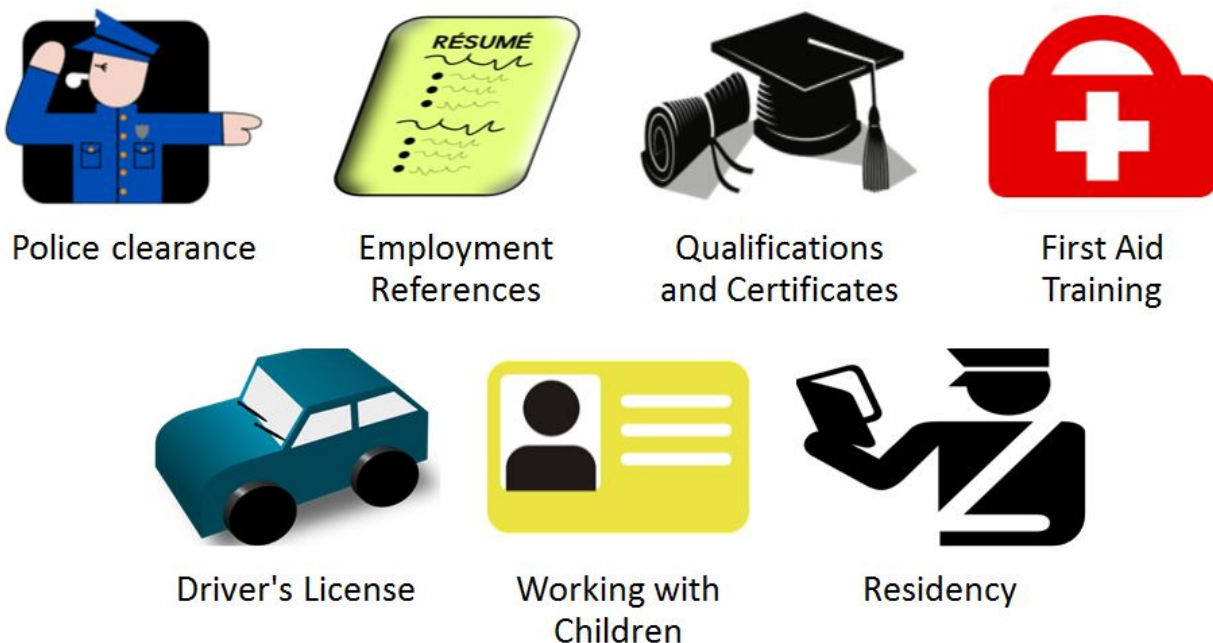 RÉSUMÉ
Police clearance
Employment
References
Qualifications
and Certificates
First Aid
Training
Driver's License
Working with
Children
Residency